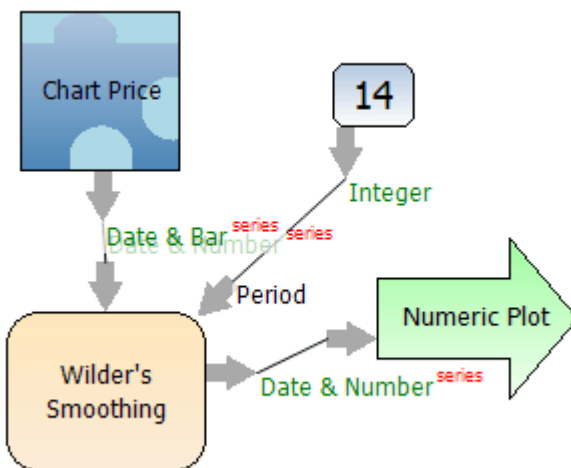 Chart Price
14
Integer
Date & Bar series
Date & Number series
Period
Wilder's
Smoothing
Numeric Plot
Date & Number series